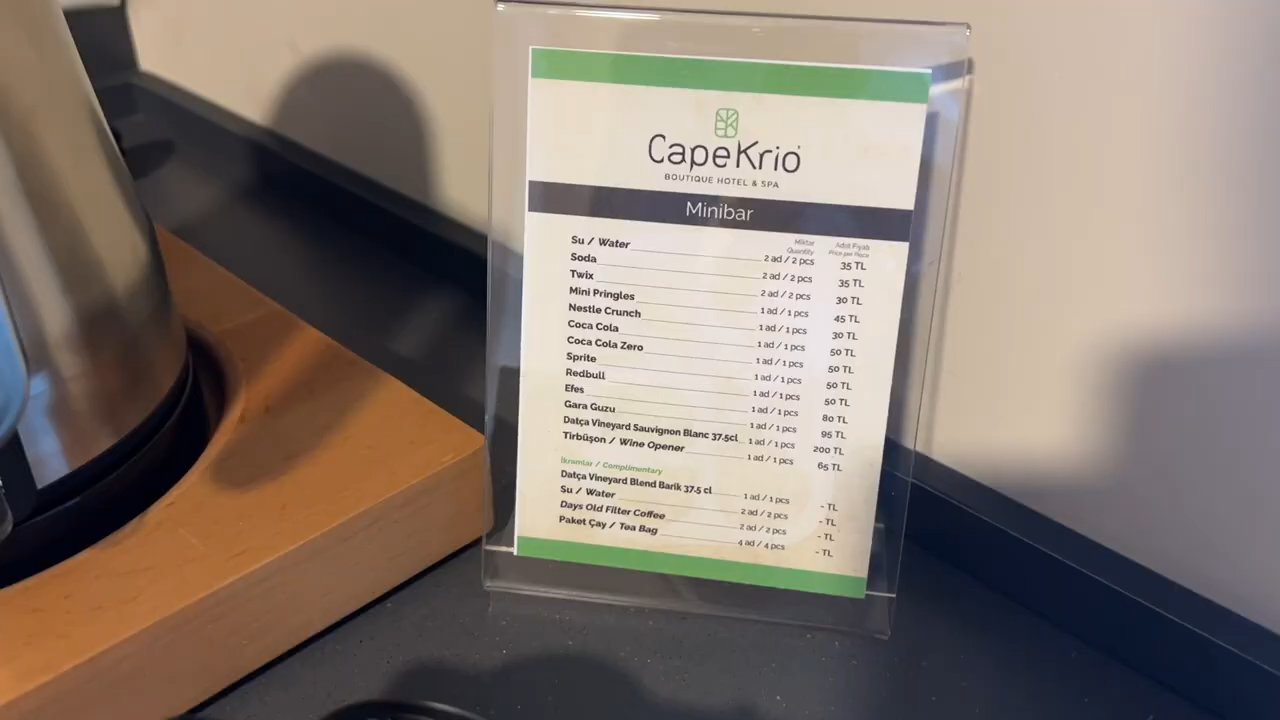 CapeKrio
BOUTIQUE HOTEL & SPA
Minibar
Miktar Adet Fiyatı
Quantity Price per Piece
Su / Water 2 ad / 2 pcs 35 TL
Soda 2 ad / 2 pcs 35 TL
Twix 2 ad / 2 pcs 30 TL
Mini Pringles 1 ad / 1 pcs 45 TL
Nestle Crunch 1 ad / 1 pcs 30 TL
Coca Cola 1 ad / 1 pcs 50 TL
Coca Cola Zero 1 ad / 1 pcs 50 TL
Sprite 1 ad / 1 pcs 50 TL
Redbull 1 ad / 1 pcs 50 TL
Efes 1 ad / 1 pcs 80 TL
Gara Guzu 1 ad / 1 pcs 95 TL
Datça Vineyard Sauvignon Blanc 37.5cl 1 ad / 1 pcs 200 TL
Tirbüşon / Wine Opener 1 ad / 1 pcs 65 TL
İkramlar / Complimentary
Datça Vineyard Blend Barik 37.5 cl 1 ad / 1 pcs - TL
Su / Water 2 ad / 2 pcs - TL
Days Old Filter Coffee 2 ad / 2 pcs - TL
Paket Çay / Tea Bag 4 ad / 4 pcs - TL